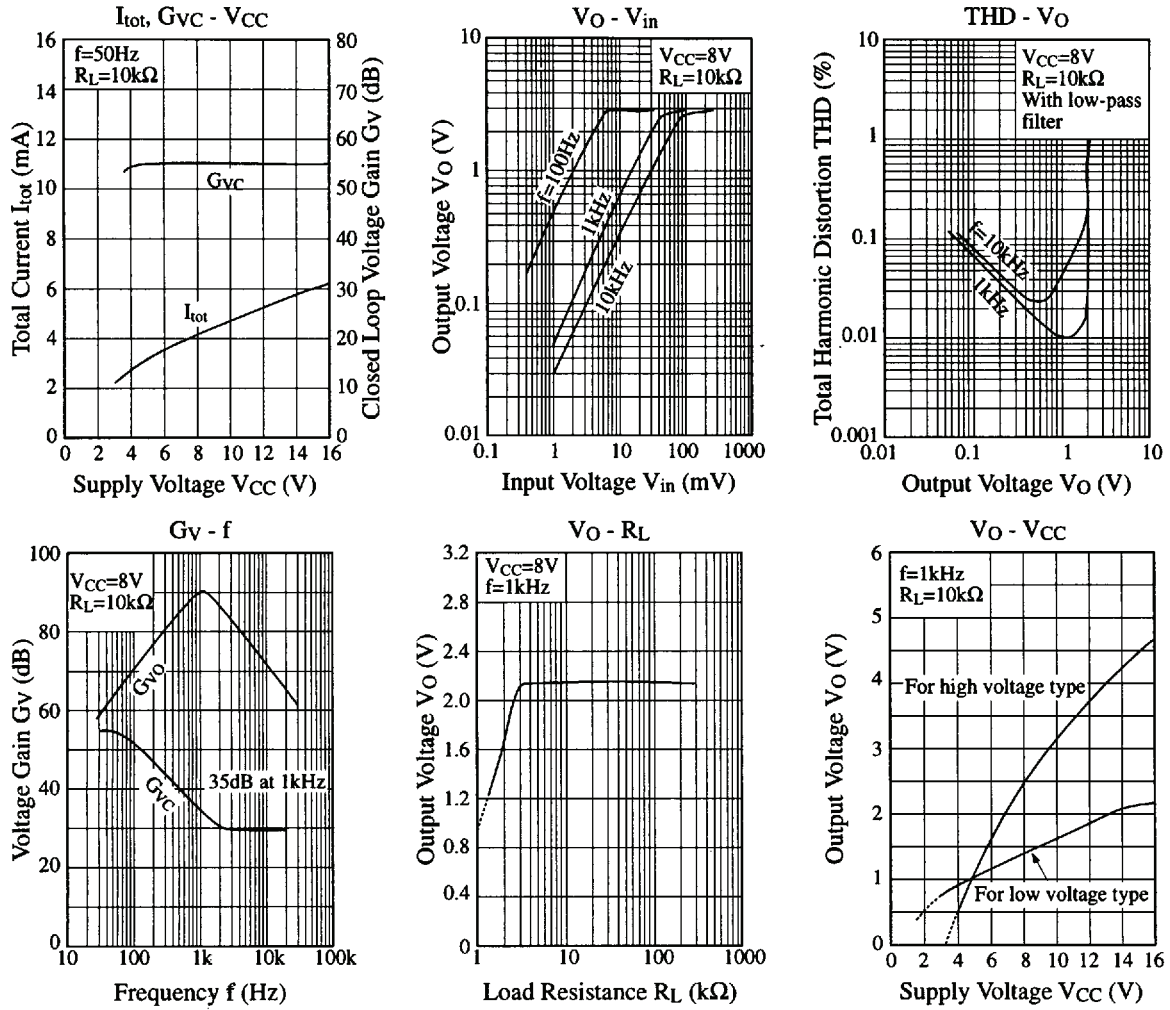 Itot, GVC - VCC
f=50Hz
RL=10kΩ
GVC
Itot
Total Current Itot (mA)
16
14
12
10
8
6
4
2
0
Closed Loop Voltage Gain Gv (dB)
80
70
60
50
40
30
20
10
0
0 2 4 6 8 10 12 14 16
Supply Voltage VCC (V)
VO - Vin
VCC=8V
RL=10kΩ
f=100Hz
1kHz
10kHz
Output Voltage VO (V)
10
1
0.1
0.01
0.1 1 10 100 1000
Input Voltage Vin (mV)
THD - VO
VCC=8V
RL=10kΩ
With low-pass
filter
f=10kHz
1kHz
Total Harmonic Distortion THD (%)
10
1
0.1
0.01
0.001
0.01 0.1 1 10
Output Voltage VO (V)
GV - f
VCC=8V
RL=10kΩ
GVO
GVC
35dB at 1kHz
Voltage Gain GV (dB)
100
80
60
40
20
0
10 100 1k 10k 100k
Frequency f (Hz)
VO - RL
VCC=8V
f=1kHz
Output Voltage VO (V)
3.2
2.8
2.4
2.0
1.6
1.2
0.8
0.4
0
1 10 100 1000
Load Resistance RL (kΩ)
VO - VCC
f=1kHz
RL=10kΩ
For high voltage type
For low voltage type
Output Voltage VO (V)
6
5
4
3
2
1
0
0 2 4 6 8 10 12 14 16
Supply Voltage VCC (V)